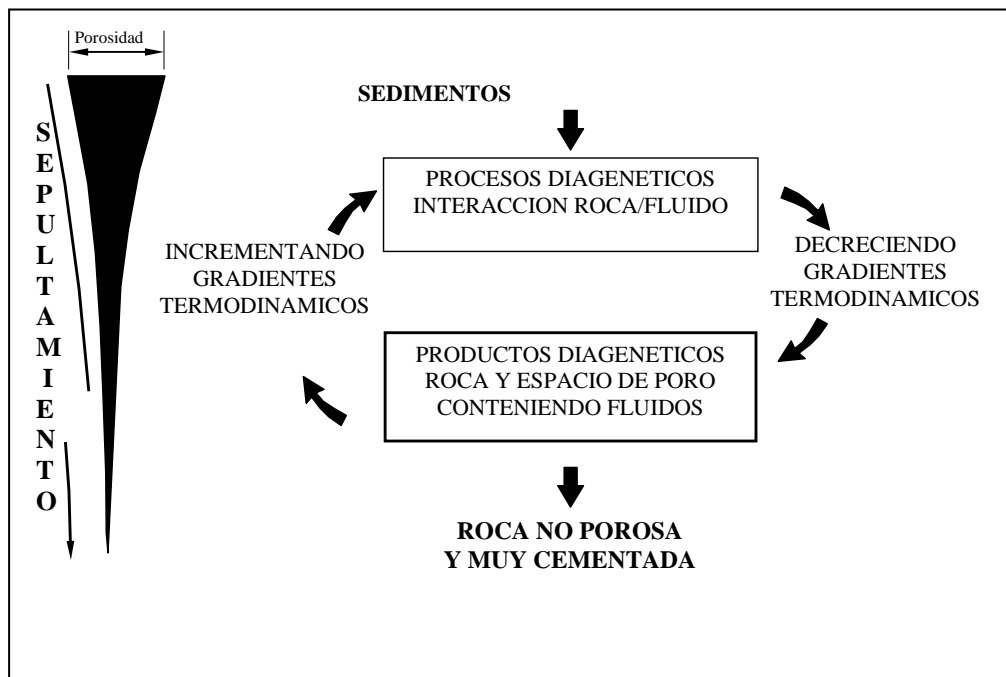 Porosidad
SEPULTAMIENTO
SEDIMENTOS
PROCESOS DIAGENETICOS
INTERACCION ROCA/FLUIDO
INCREMENTANDO
GRADIENTES
TERMODINAMICOS
DECRECIENDO
GRADIENTES
TERMODINAMICOS
PRODUCTOS DIAGENETICOS
ROCA Y ESPACIO DE PORO
CONTENIENDO FLUIDOS
ROCA NO POROSA
Y MUY CEMENTADA